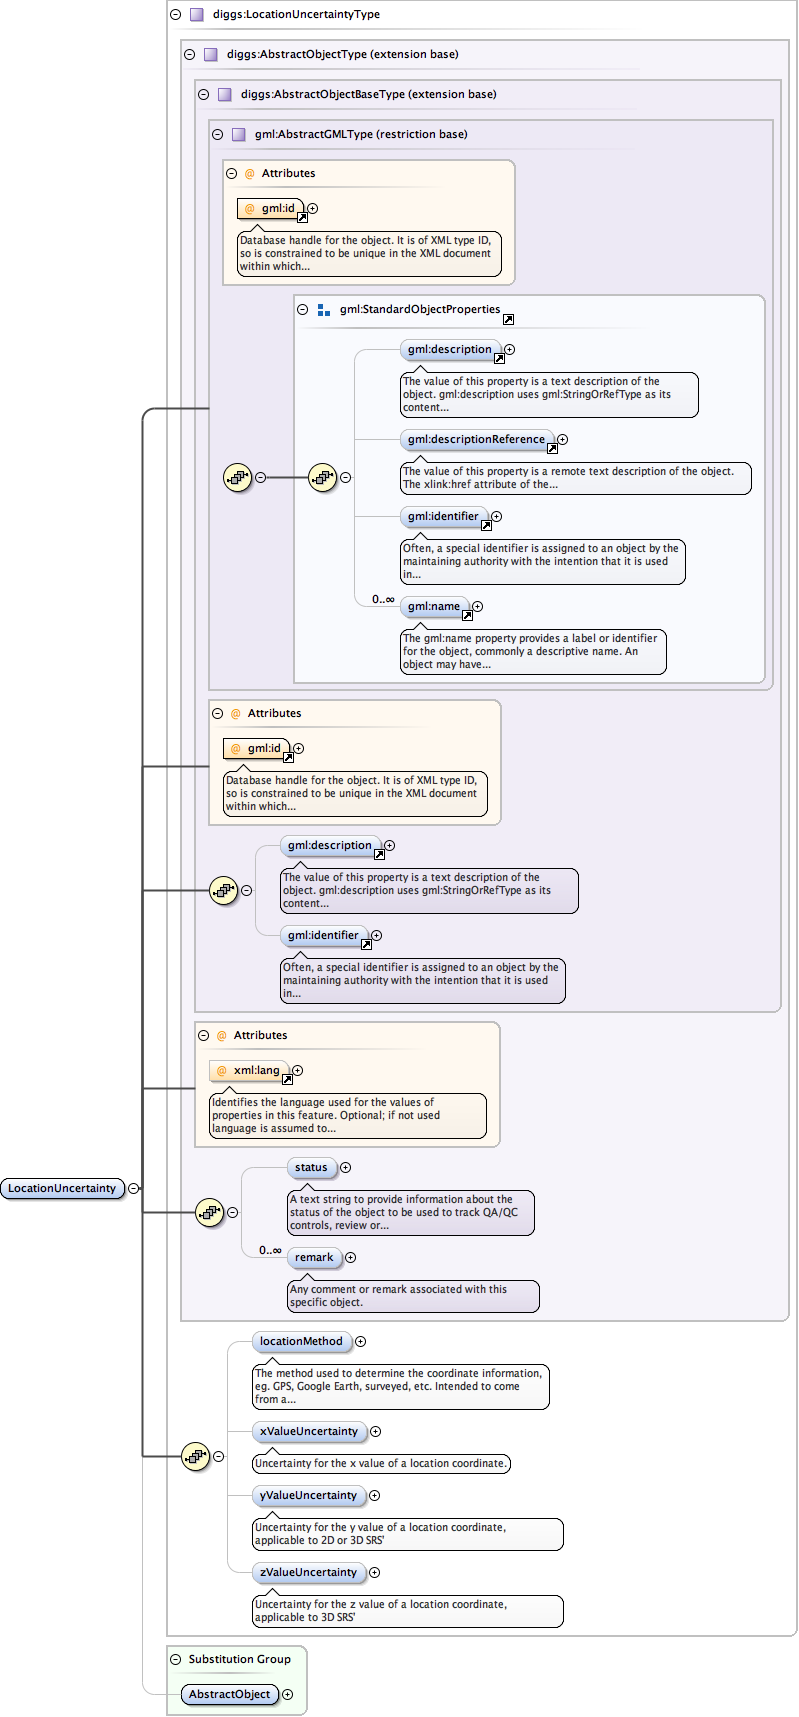 diggs:LocationUncertaintyType
diggs:AbstractObjectType (extension base)
diggs:AbstractObjectBaseType (extension base)
gml:AbstractGMLType (restriction base)
@ Attributes
@ gml:id
Database handle for the object. It is of XML type ID,
so is constrained to be unique in the XML document
within which...
gml:StandardObjectProperties
gml:description
The value of this property is a text description of the
object. gml:description uses gml:StringOrRefType as its
content...
gml:descriptionReference
The value of this property is a remote text description of the object.
The xlink:href attribute of the...
gml:identifier
Often, a special identifier is assigned to an object by the
maintaining authority with the intention that it is used
in...
0..∞
gml:name
The gml:name property provides a label or identifier
for the object, commonly a descriptive name. An
object may have...
@ Attributes
@ gml:id
Database handle for the object. It is of XML type ID,
so is constrained to be unique in the XML document
within which...
gml:description
The value of this property is a text description of the
object. gml:description uses gml:StringOrRefType as its
content...
gml:identifier
Often, a special identifier is assigned to an object by the
maintaining authority with the intention that it is used
in...
@ Attributes
@ xml:lang
Identifies the language used for the values of
properties in this feature. Optional; if not used
language is assumed to...
LocationUncertainty
status
A text string to provide information about the
status of the object to be used to track QA/QC
controls, review or...
0..∞
remark
Any comment or remark associated with this
specific object.
locationMethod
The method used to determine the coordinate information,
eg. GPS, Google Earth, surveyed, etc. Intended to come
from a...
xValueUncertainty
Uncertainty for the x value of a location coordinate.
yValueUncertainty
Uncertainty for the y value of a location coordinate,
applicable to 2D or 3D SRS'
zValueUncertainty
Uncertainty for the z value of a location coordinate,
applicable to 3D SRS'
Substitution Group
AbstractObject